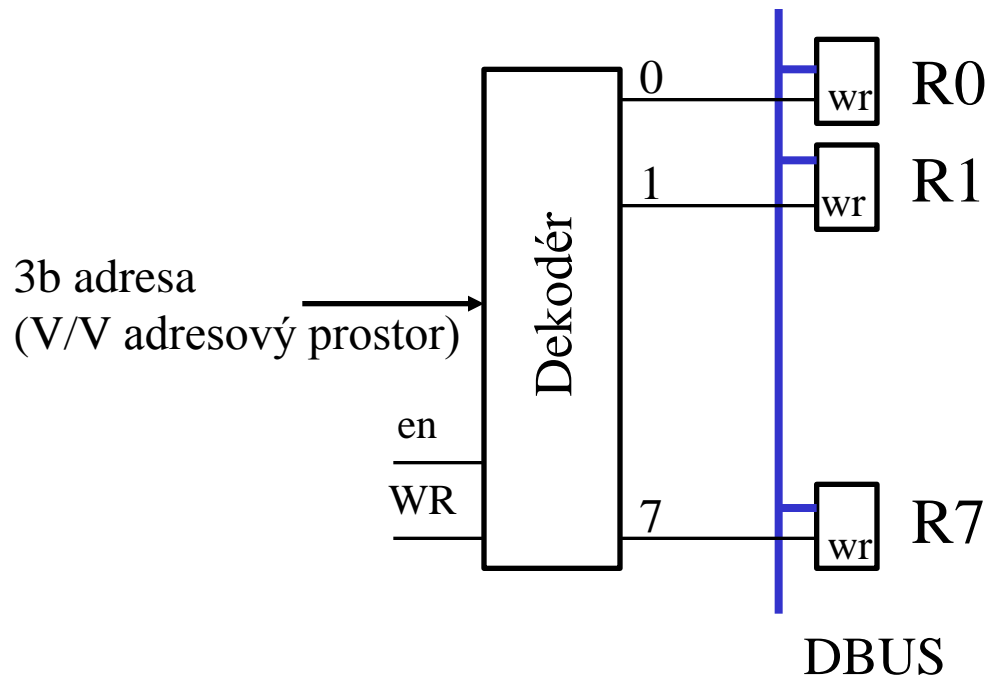 0
wr
R0
1
wr
R1
Dekodér
3b adresa
(V/V adresový prostor)
en
WR
7
wr
R7
DBUS